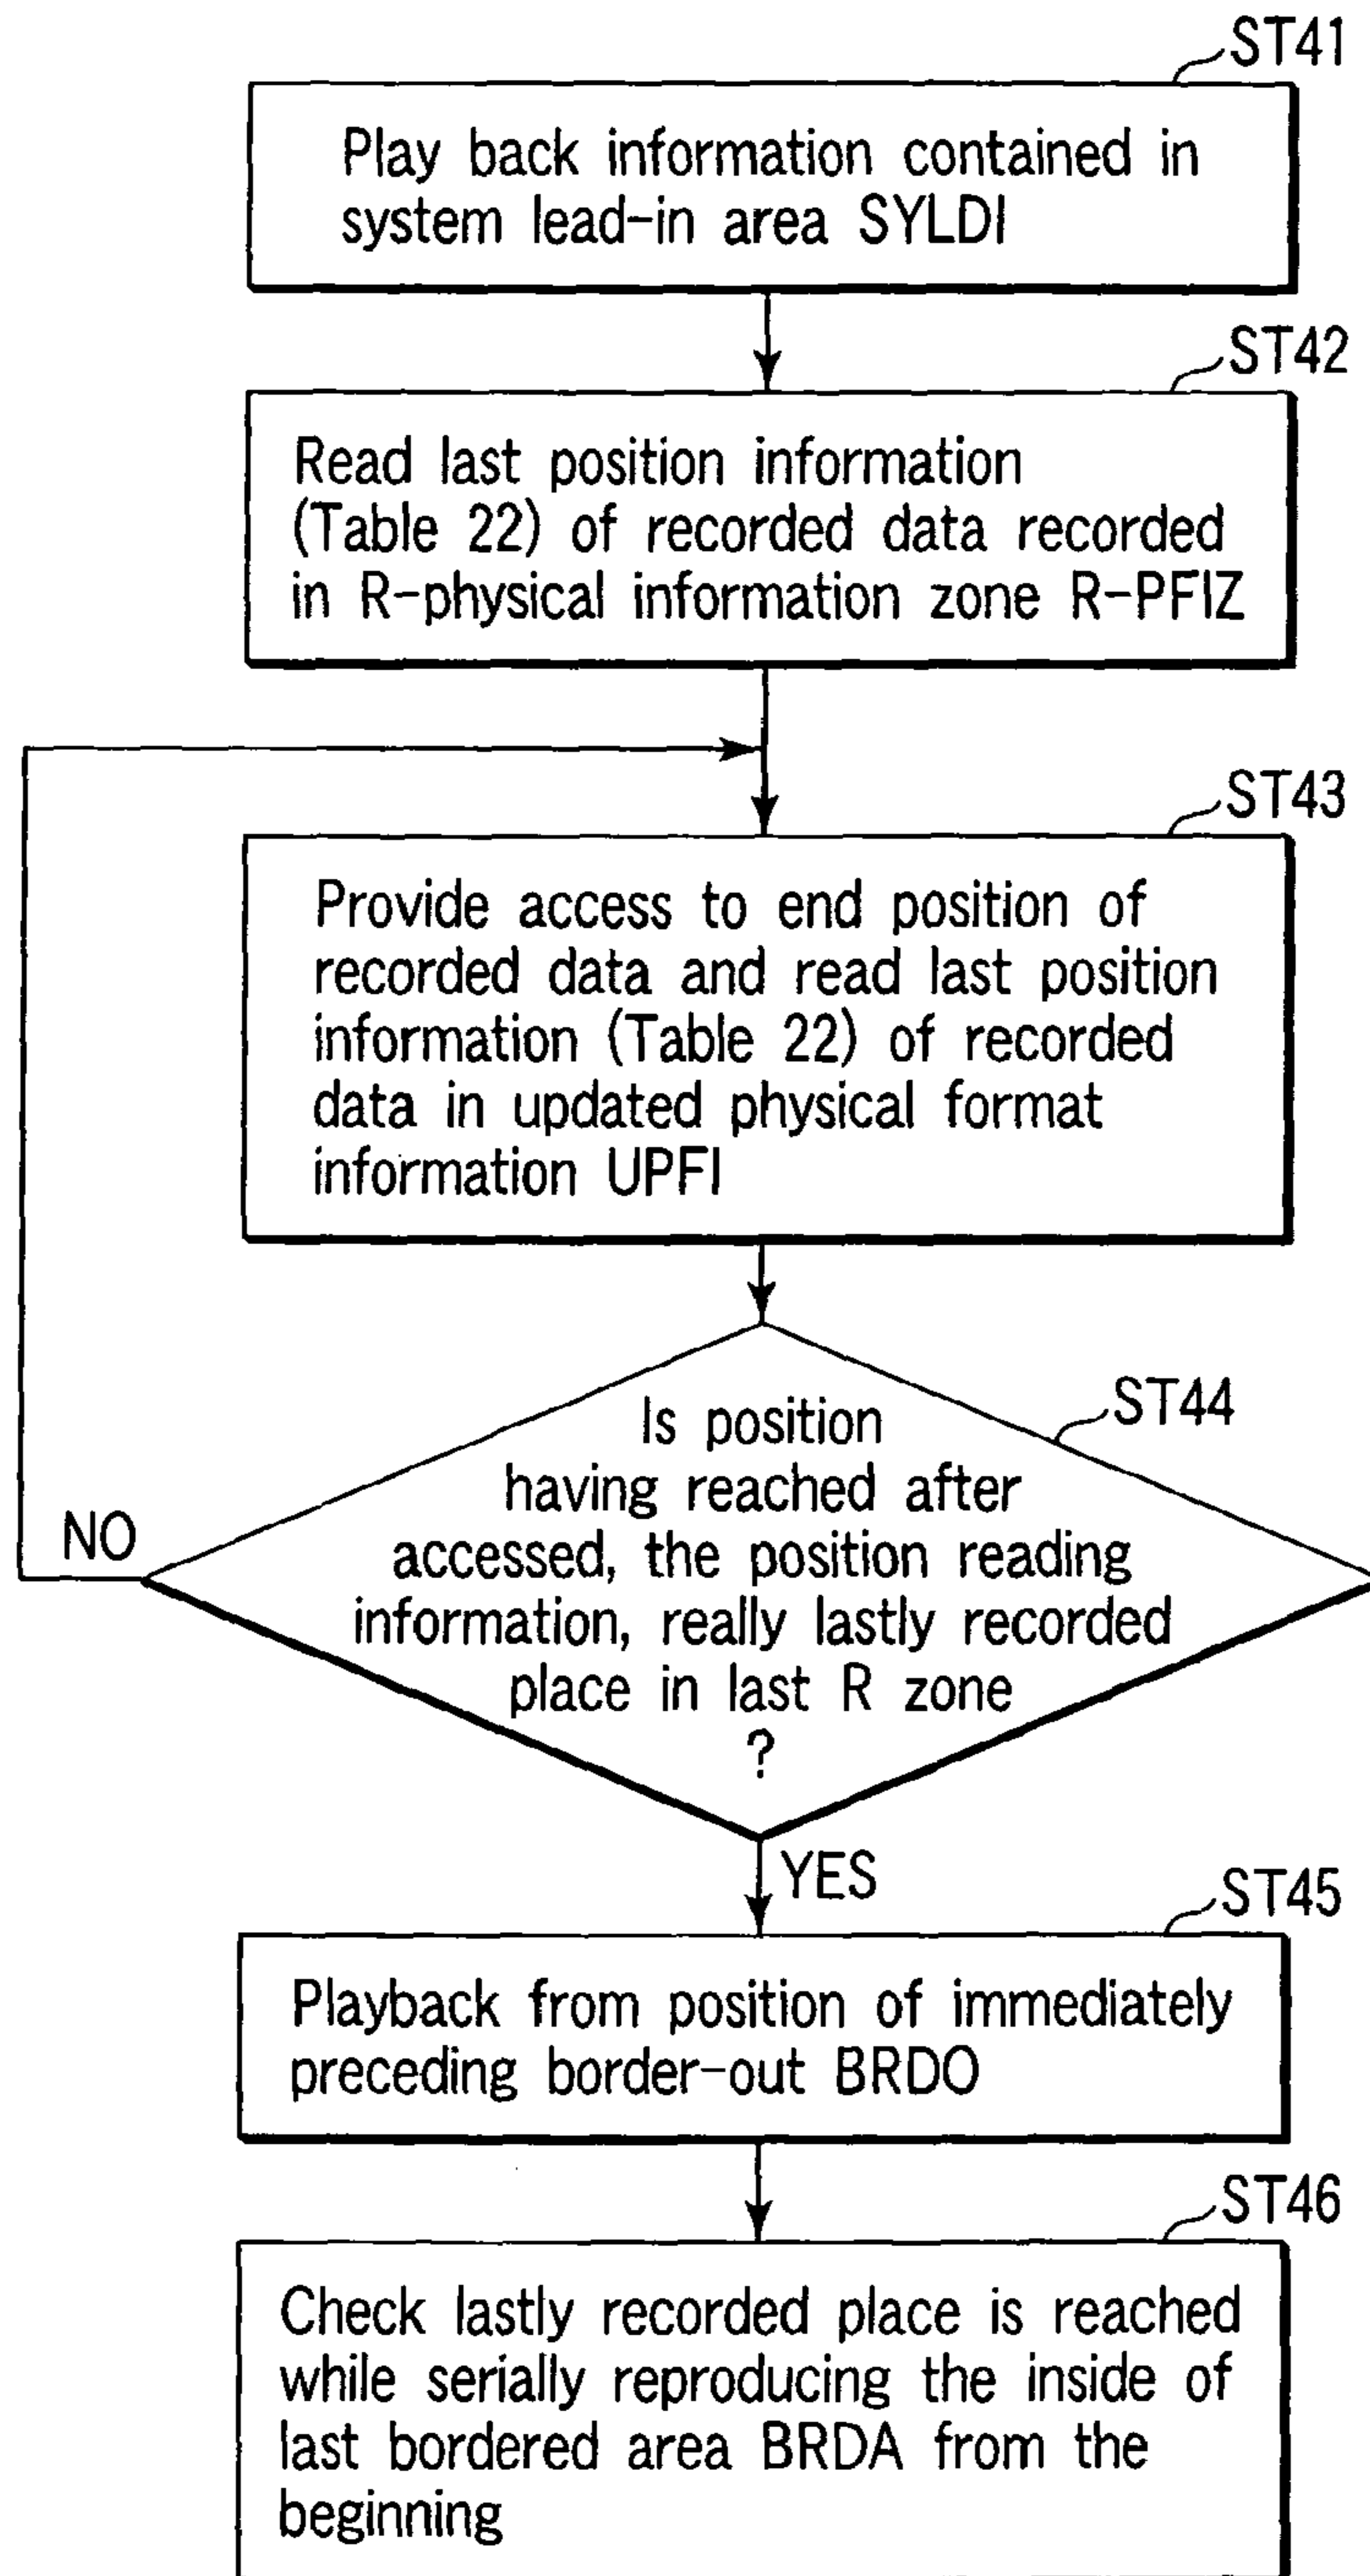 ST41
Play back information contained in
system lead-in area SYLDI
ST42
Read last position information
(Table 22) of recorded data recorded
in R-physical information zone R-PFIZ
ST43
Provide access to end position of
recorded data and read last position
information (Table 22) of recorded
data in updated physical format
information UPFI
ST44
Is position
having reached after
accessed, the position reading
information, really lastly recorded
place in last R zone
?
NO
YES
ST45
Playback from position of immediately
preceding border-out BRDO
ST46
Check lastly recorded place is reached
while serially reproducing the inside of
last bordered area BRDA from the
beginning